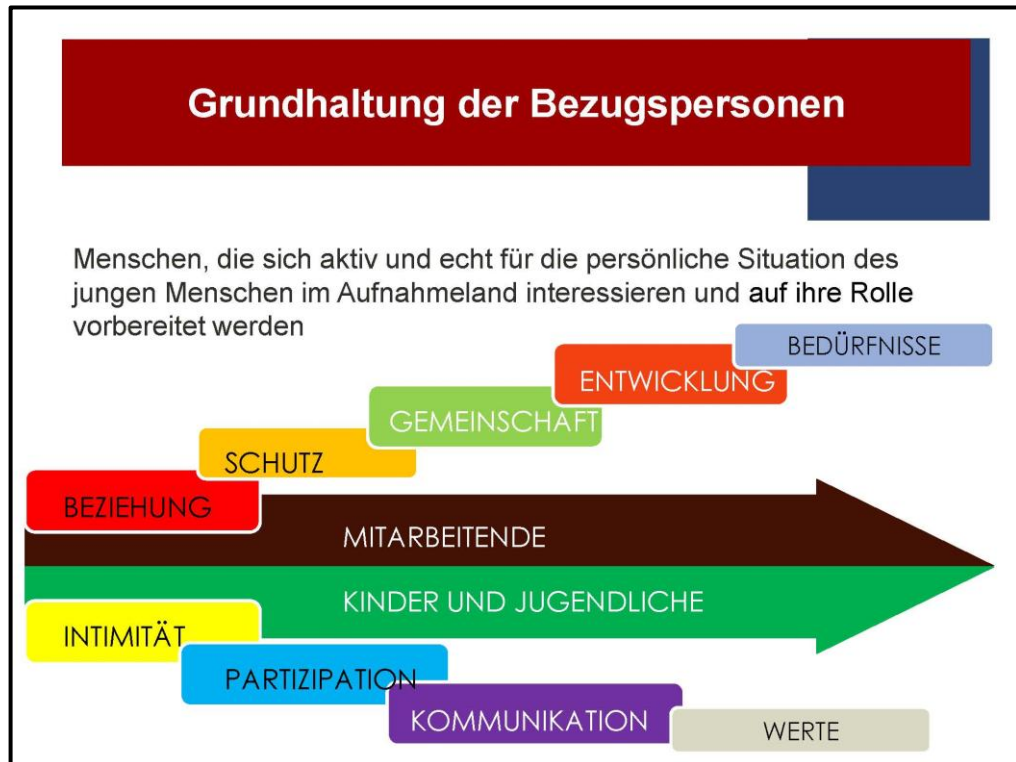 Grundhaltung der Bezugspersonen
Menschen, die sich aktiv und echt für die persönliche Situation des
jungen Menschen im Aufnahmeland interessieren und auf ihre Rolle
vorbereitet werden
BEDÜRFNISSE
ENTWICKLUNG
GEMEINSCHAFT
SCHUTZ
BEZIEHUNG
MITARBEITENDE
KINDER UND JUGENDLICHE
INTIMITÄT
PARTIZIPATION
KOMMUNIKATION
WERTE